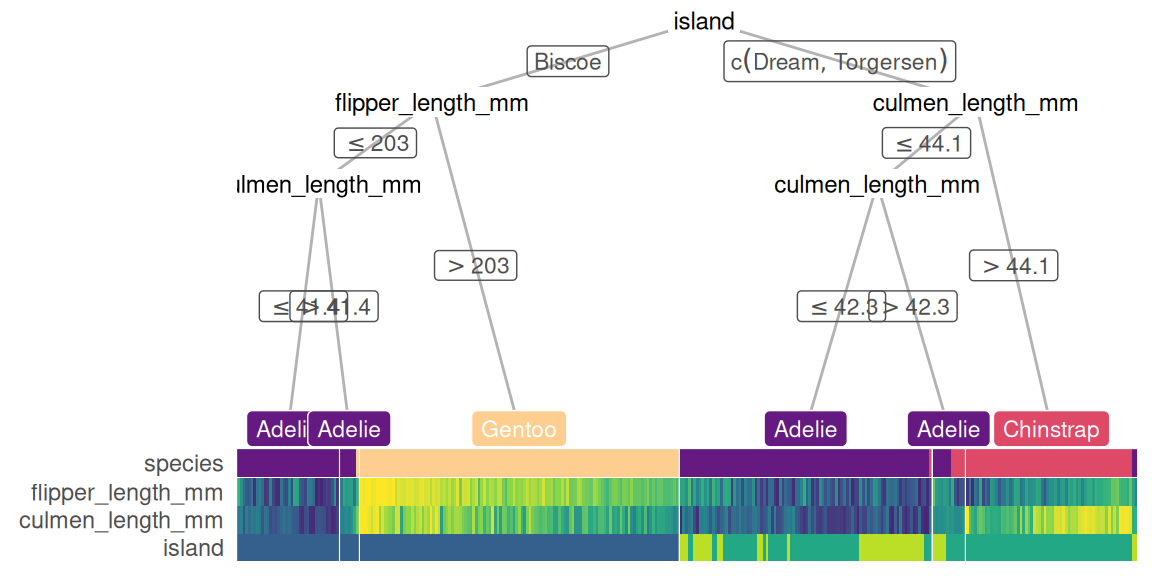 island
Biscoe
c(Dream, Torgersen)
flipper_length_mm
culmen_length_mm
≤ 203
≤ 44.1
ulmen_length_mm
culmen_length_mm
> 203
> 44.1
≤ 41.4
> 41.4
≤ 42.3
> 42.3
Adeli
Adelie
Gentoo
Adelie
Adelie
Chinstrap
species
flipper_length_mm
culmen_length_mm
island